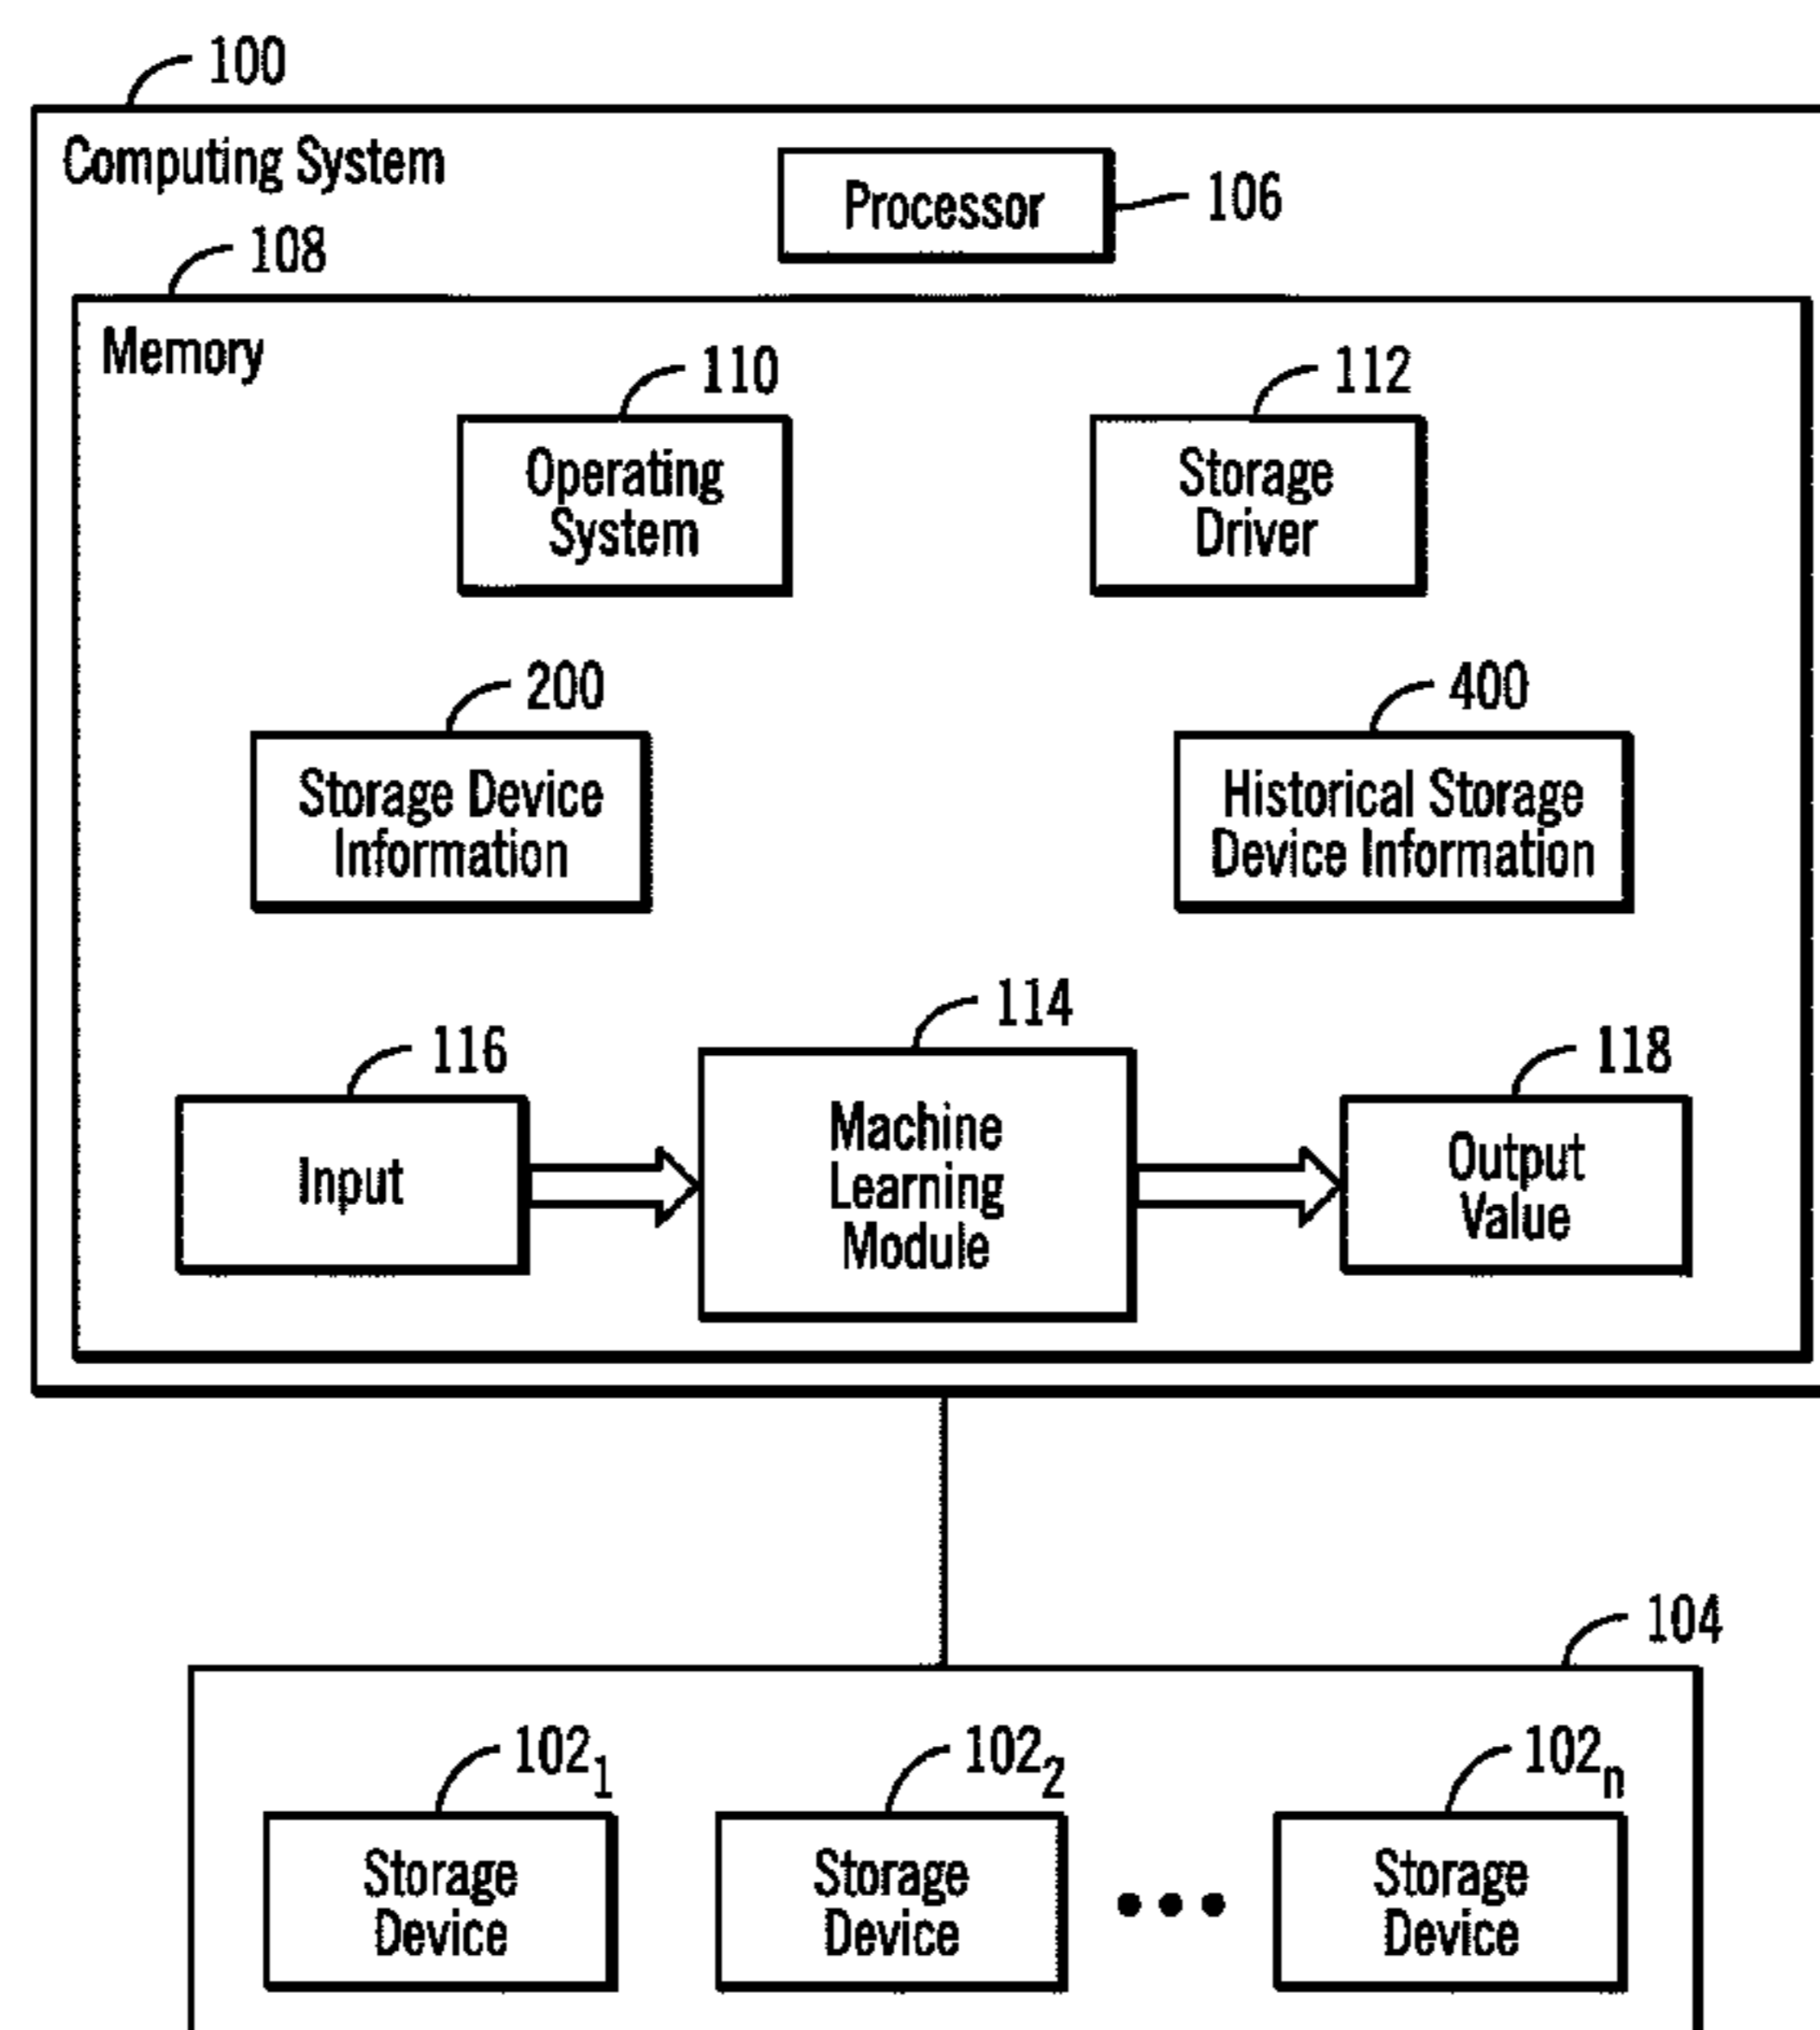 100
Computing System
Processor
106
108
Memory
110
112
Operating
System
Storage
Driver
200
400
Storage Device
Information
Historical Storage
Device Information
116
114
118
Input
Machine
Learning
Module
Output
Value
104
102₁
102₂
102ₙ
Storage
Device
Storage
Device
Storage
Device